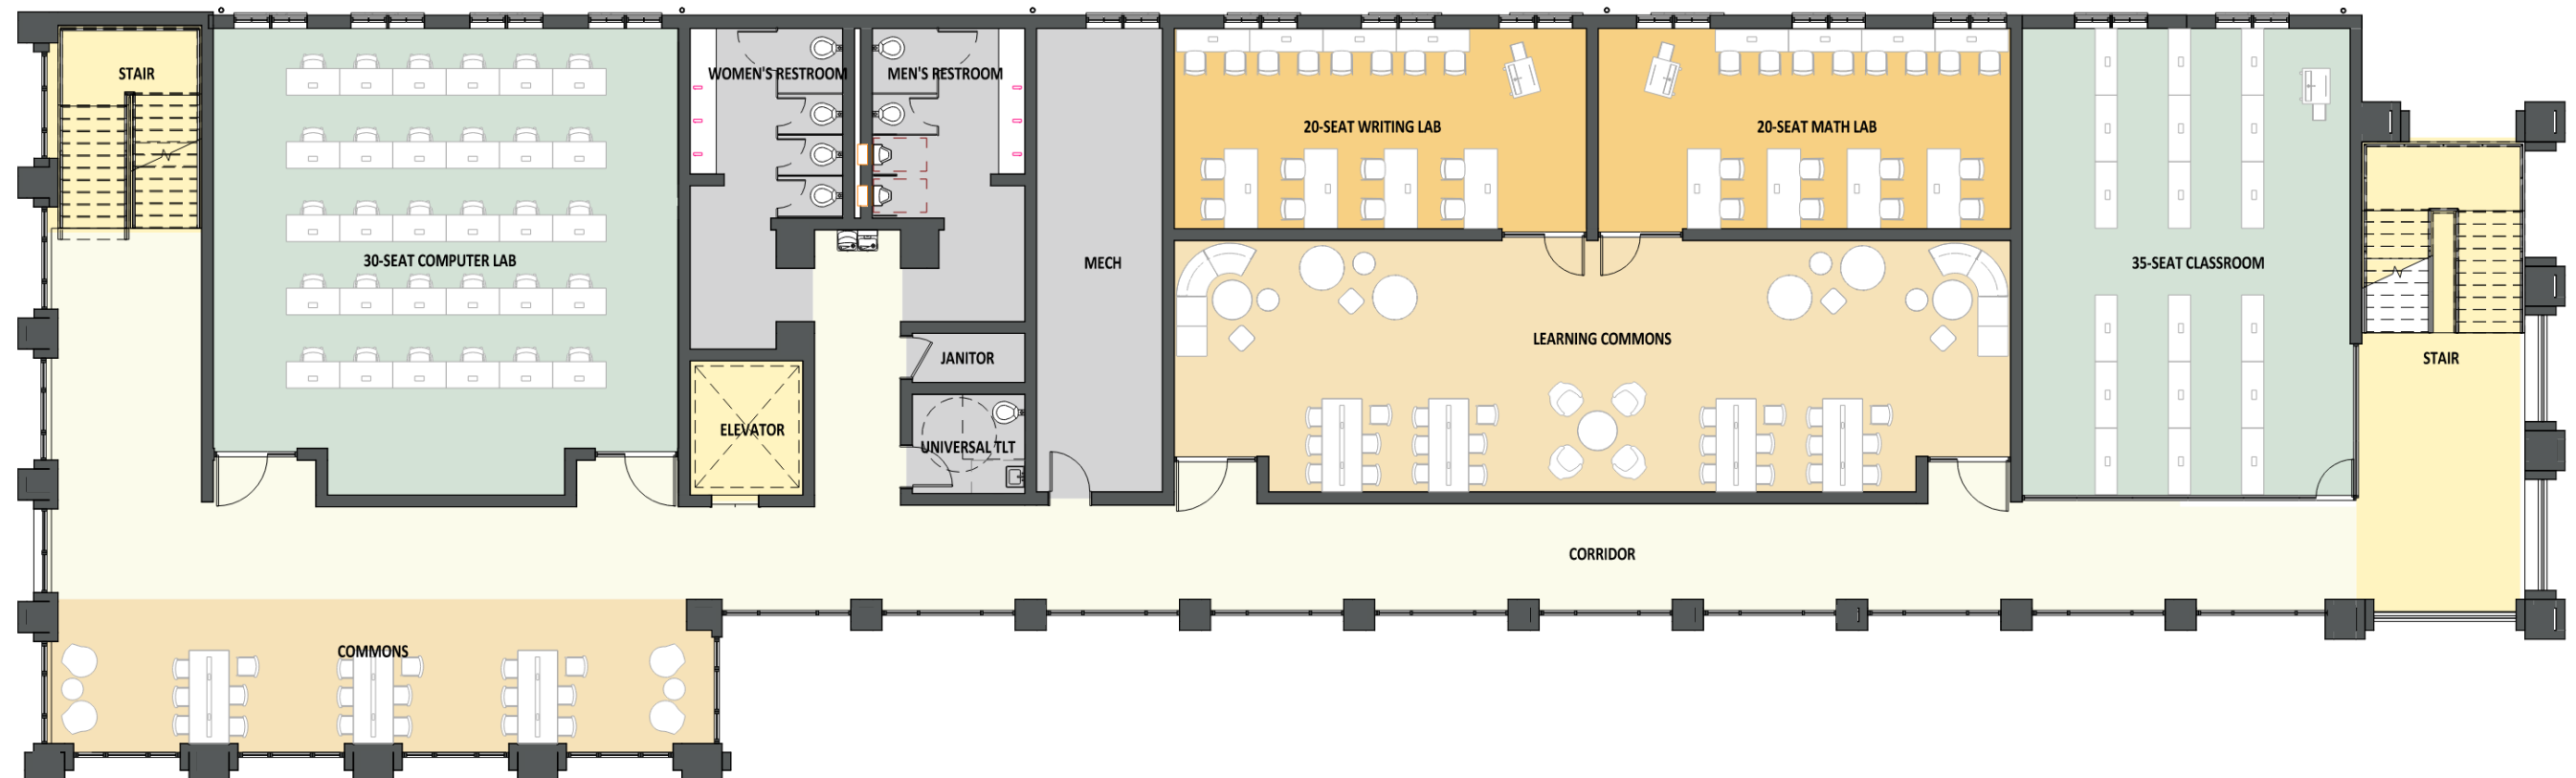 STAIR
WOMEN'S RESTROOM
MEN'S RESTROOM
20-SEAT WRITING LAB
20-SEAT MATH LAB
30-SEAT COMPUTER LAB
MECH
35-SEAT CLASSROOM
LEARNING COMMONS
JANITOR
STAIR
ELEVATOR
UNIVERSAL TLT
CORRIDOR
COMMONS